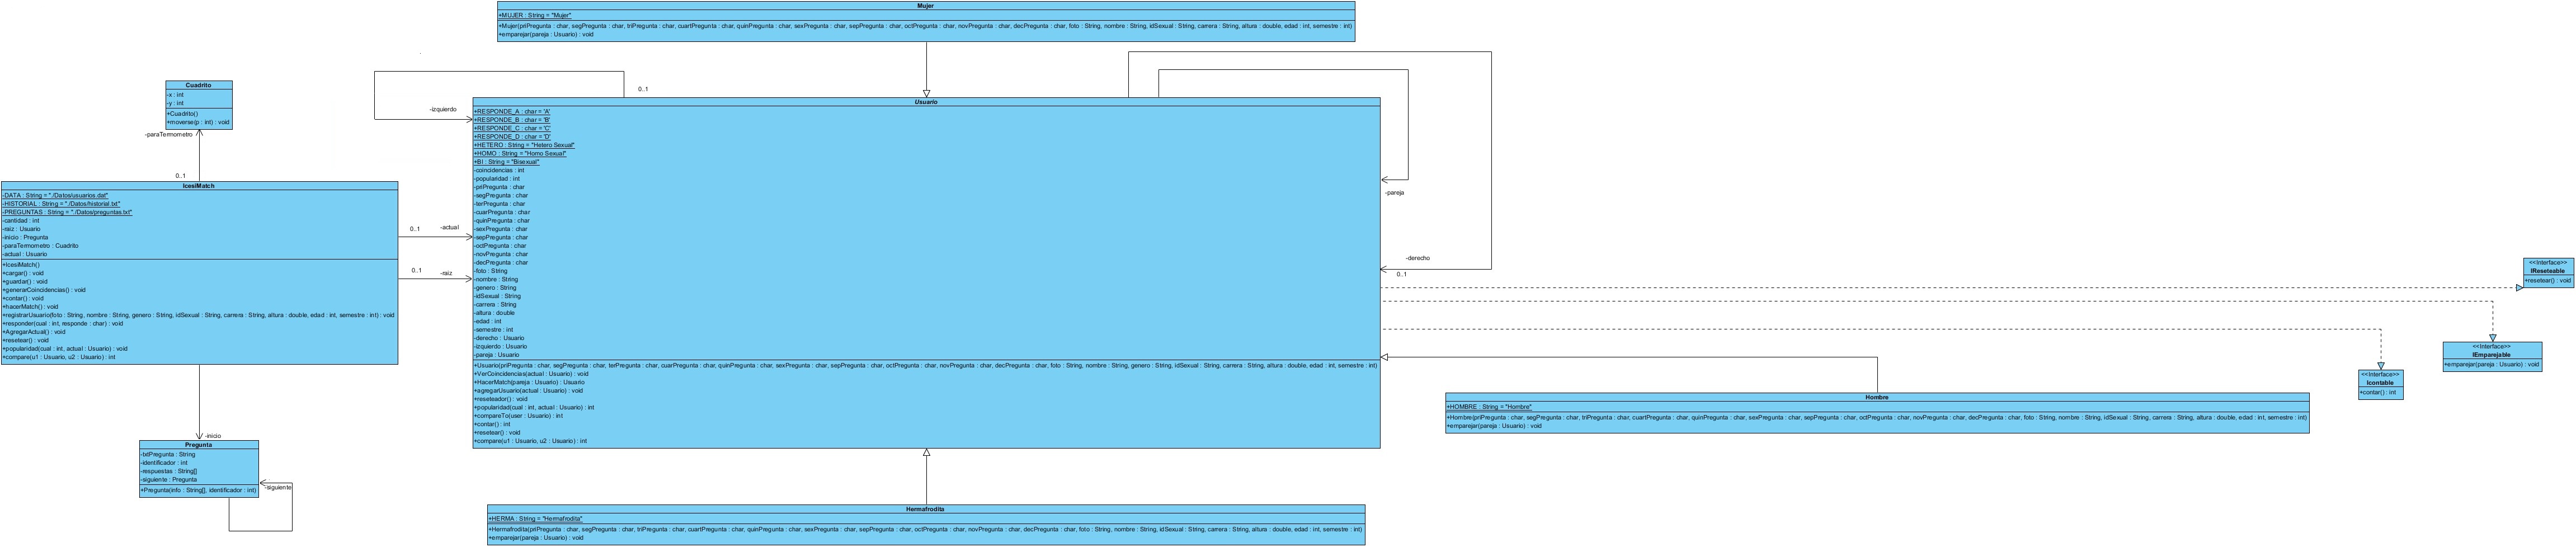 Mujer
+MUJER : String = "Mujer"
+Mujer(priPregunta : char, segPregunta : char, triPregunta : char, cuartPregunta : char, quinPregunta : char, sexPregunta : char, sepPregunta : char, octPregunta : char, novPregunta : char, decPregunta : char, foto : String, nombre : String, idSexual : String, carrera : String, altura : double, edad : int, semestre : int)
+emparejar(pareja : Usuario) : void
Cuadrito
-x : int
-y : int
+Cuadrito()
+moverse(p : int) : void
-paraTermometro
0..1
IcesiMatch
-DATA : String = "./Datos/usuarios.dat"
-HISTORIAL : String = "./Datos/historial.txt"
-PREGUNTAS : String = "./Datos/preguntas.txt"
-cantidad : int
-raiz : Usuario
-inicio : Pregunta
-paraTermometro : Cuadrito
-actual : Usuario
+IcesiMatch()
+cargar() : void
+guardar() : void
+generarCoincidencias() : void
+contar() : void
+hacerMatch() : void
+registrarUsuario(foto : String, nombre : String, genero : String, idSexual : String, carrera : String, altura : double, edad : int, semestre : int) : void
+responder(cual : int, responde : char) : void
+AgregarActual() : void
+resetear() : void
+popularidad(cual : int, actual : Usuario) : void
+compare(u1 : Usuario, u2 : Usuario) : int
0..1
-actual
0..1
-raiz
-inicio
Pregunta
-txtPregunta : String
-identificador : int
-respuestas : String[]
-siguiente : Pregunta
+Pregunta(info : String[], identificador : int)
-siguiente
0..1
-izquierdo
Usuario
+RESPONDE_A : char = 'A'
+RESPONDE_B : char = 'B'
+RESPONDE_C : char = 'C'
+RESPONDE_D : char = 'D'
+HETERO : String = "Hetero Sexual"
+HOMO : String = "Homo Sexual"
+BI : String = "Bisexual"
-coincidencias : int
-popularidad : int
-priPregunta : char
-segPregunta : char
-terPregunta : char
-cuarPregunta : char
-quinPregunta : char
-sexPregunta : char
-sepPregunta : char
-octPregunta : char
-novPregunta : char
-decPregunta : char
-foto : String
-nombre : String
-genero : String
-idSexual : String
-carrera : String
-altura : double
-edad : int
-semestre : int
-derecho : Usuario
-izquierdo : Usuario
-pareja : Usuario
+Usuario(priPregunta : char, segPregunta : char, terPregunta : char, cuarPregunta : char, quinPregunta : char, sexPregunta : char, sepPregunta : char, octPregunta : char, novPregunta : char, decPregunta : char, foto : String, nombre : String, genero : String, idSexual : String, carrera : String, altura : double, edad : int, semestre : int)
+VerCoincidencias(actual : Usuario) : void
+HacerMatch(pareja : Usuario) : Usuario
+agregarUsuario(actual : Usuario) : void
+reseteador() : void
+popularidad(cual : int, actual : Usuario) : int
+compareTo(user : Usuario) : int
+contar() : int
+resetear() : void
+compare(u1 : Usuario, u2 : Usuario) : int
-pareja
-derecho
0..1
<<Interface>>
IReseteable
+resetear() : void
<<Interface>>
IEmparejable
+emparejar(pareja : Usuario) : void
<<Interface>>
Icontable
+contar() : int
Hombre
+HOMBRE : String = "Hombre"
+Hombre(priPregunta : char, segPregunta : char, triPregunta : char, cuartPregunta : char, quinPregunta : char, sexPregunta : char, sepPregunta : char, octPregunta : char, novPregunta : char, decPregunta : char, foto : String, nombre : String, idSexual : String, carrera : String, altura : double, edad : int, semestre : int)
+emparejar(pareja : Usuario) : void
Hermafrodita
+HERMA : String = "Hermafrodita"
+Hermafrodita(priPregunta : char, segPregunta : char, triPregunta : char, cuartPregunta : char, quinPregunta : char, sexPregunta : char, sepPregunta : char, octPregunta : char, novPregunta : char, decPregunta : char, foto : String, nombre : String, idSexual : String, carrera : String, altura : double, edad : int, semestre : int)
+emparejar(pareja : Usuario) : void